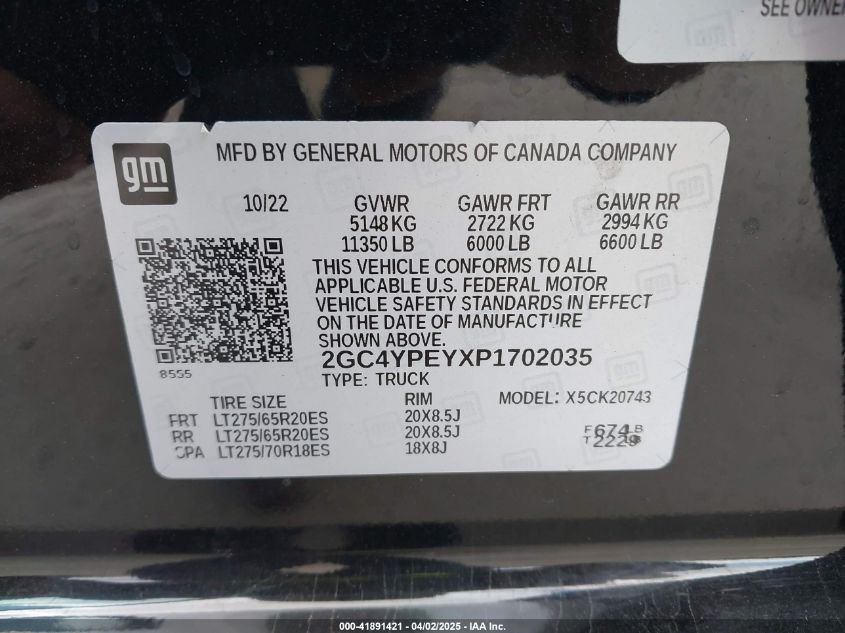 SEE OWNER
gm
MFD BY GENERAL MOTORS OF CANADA COMPANY
10/22 GVWR GAWR FRT GAWR RR
5148 KG 2722 KG 2994 KG
11350 LB 6000 LB 6600 LB
THIS VEHICLE CONFORMS TO ALL
APPLICABLE U.S. FEDERAL MOTOR
VEHICLE SAFETY STANDARDS IN EFFECT
ON THE DATE OF MANUFACTURE
SHOWN ABOVE.
8555
2GC4YPEYXP1702035
TYPE: TRUCK
MODEL: X5CK20743
TIRE SIZE RIM
FRT LT275/65R20ES 20X8.5J
RR LT275/65R20ES 20X8.5J
SPA LT275/70R18ES 18X8J
F 674 LB
T
000-41891421 - 04/02/2025 - IAA Inc.